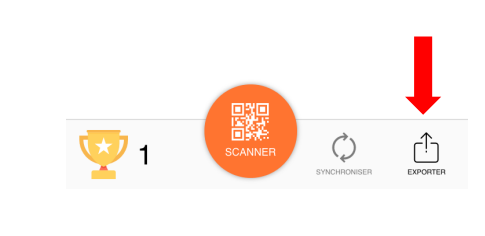 1
SCANNER
SYNCHRONISER
EXPORTER